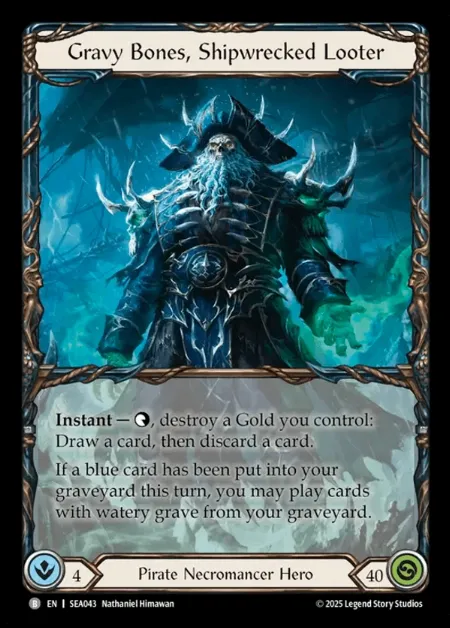 Gravy Bones, Shipwrecked Looter
Instant — , destroy a Gold you control:
Draw a card, then discard a card.
If a blue card has been put into your
graveyard this turn, you may play cards
with watery grave from your graveyard.
4
Pirate Necromancer Hero
40
B EN | SEA043 Nathaniel Himawan
© 2025 Legend Story Studios